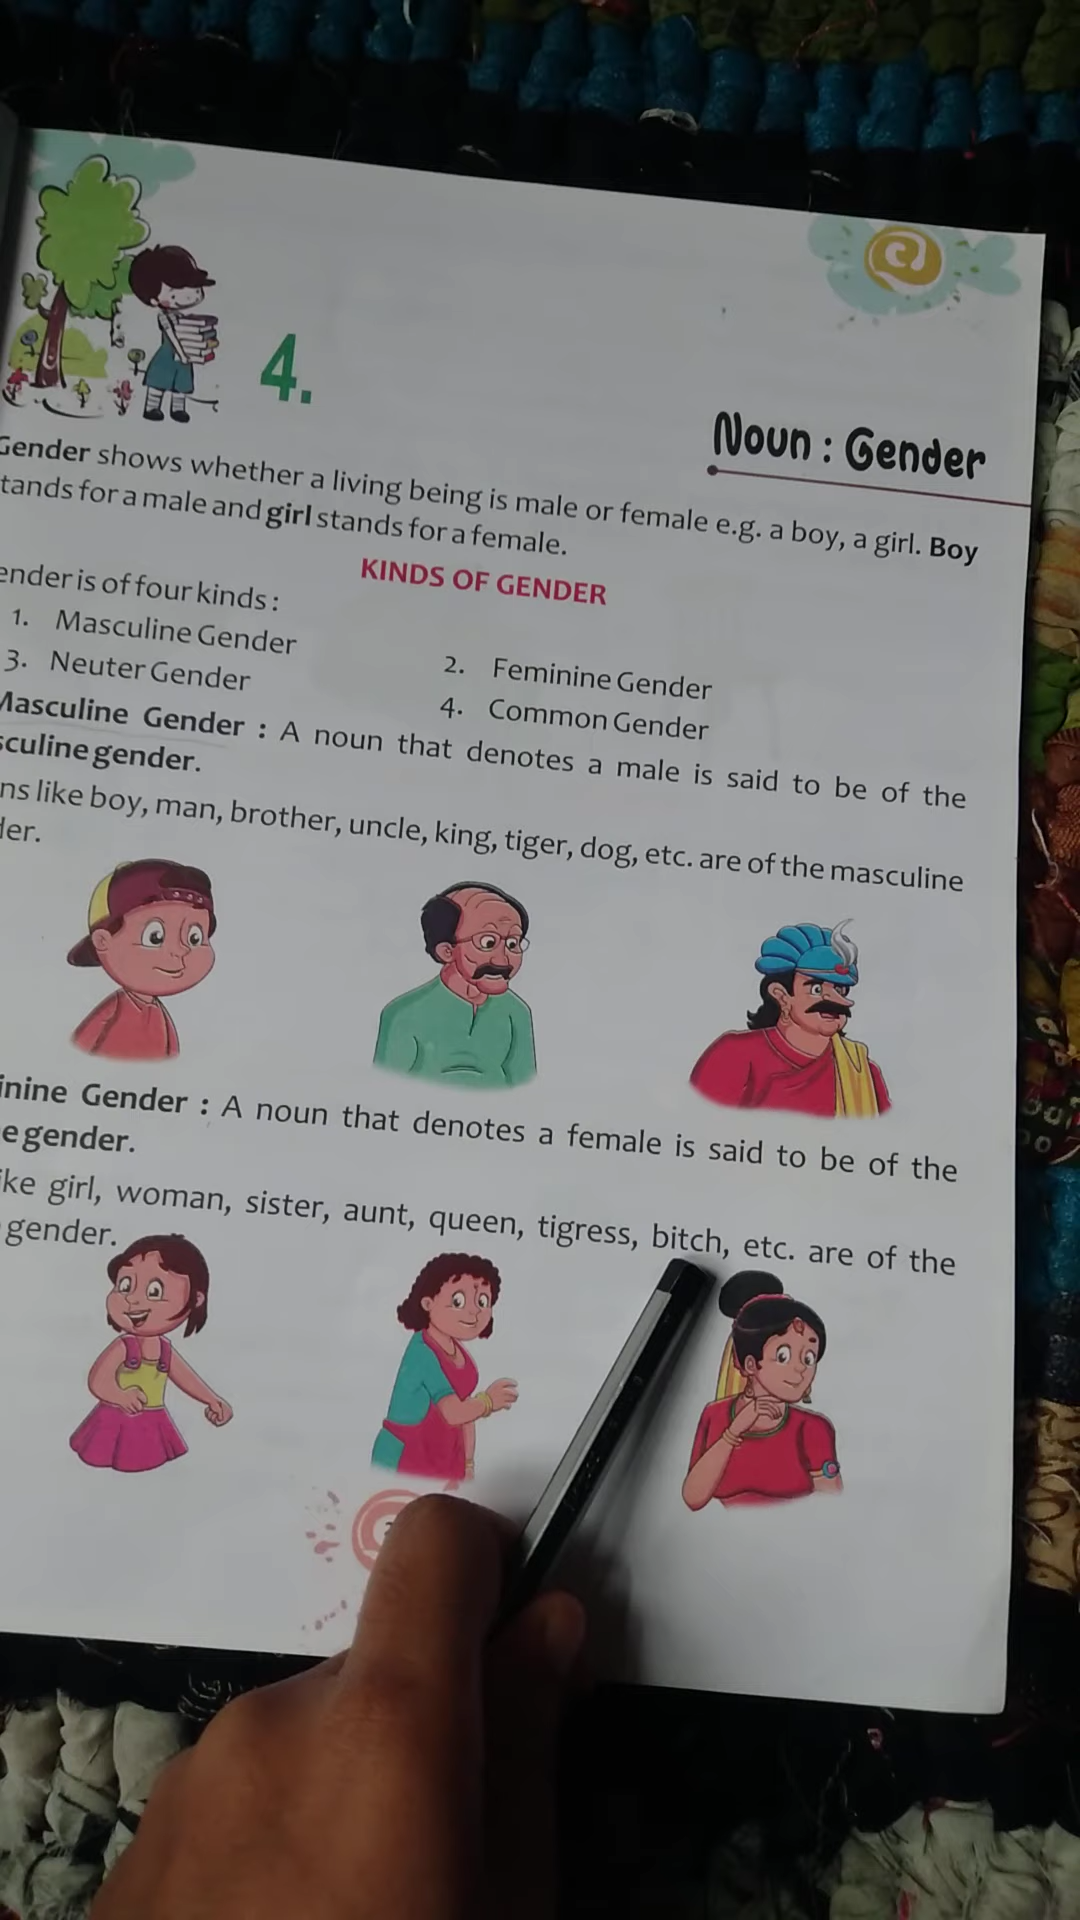 4.
Noun : Gender
Gender shows whether a living being is male or female e.g. a boy, a girl. Boy
tands for a male and girl stands for a female.
KINDS OF GENDER
ender is of four kinds :
1. Masculine Gender
2. Feminine Gender
3. Neuter Gender
4. Common Gender
Masculine Gender : A noun that denotes a male is said to be of the
sculine gender.
ns like boy, man, brother, uncle, king, tiger, dog, etc. are of the masculine
der.
inine Gender : A noun that denotes a female is said to be of the
e gender.
ike girl, woman, sister, aunt, queen, tigress, bitch, etc. are of the
gender.